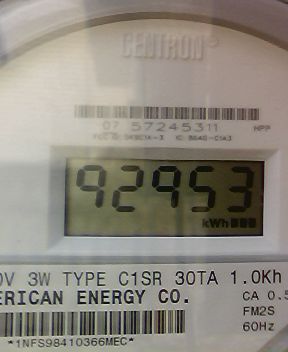 CENTRON®
07 57245311 NPP
92953
kWh
0V 3W TYPE C1SR 30TA 1.0Kh
ERICAN ENERGY CO.
CA 0.5
FM2S
60Hz
*1NFS98410366MEC*